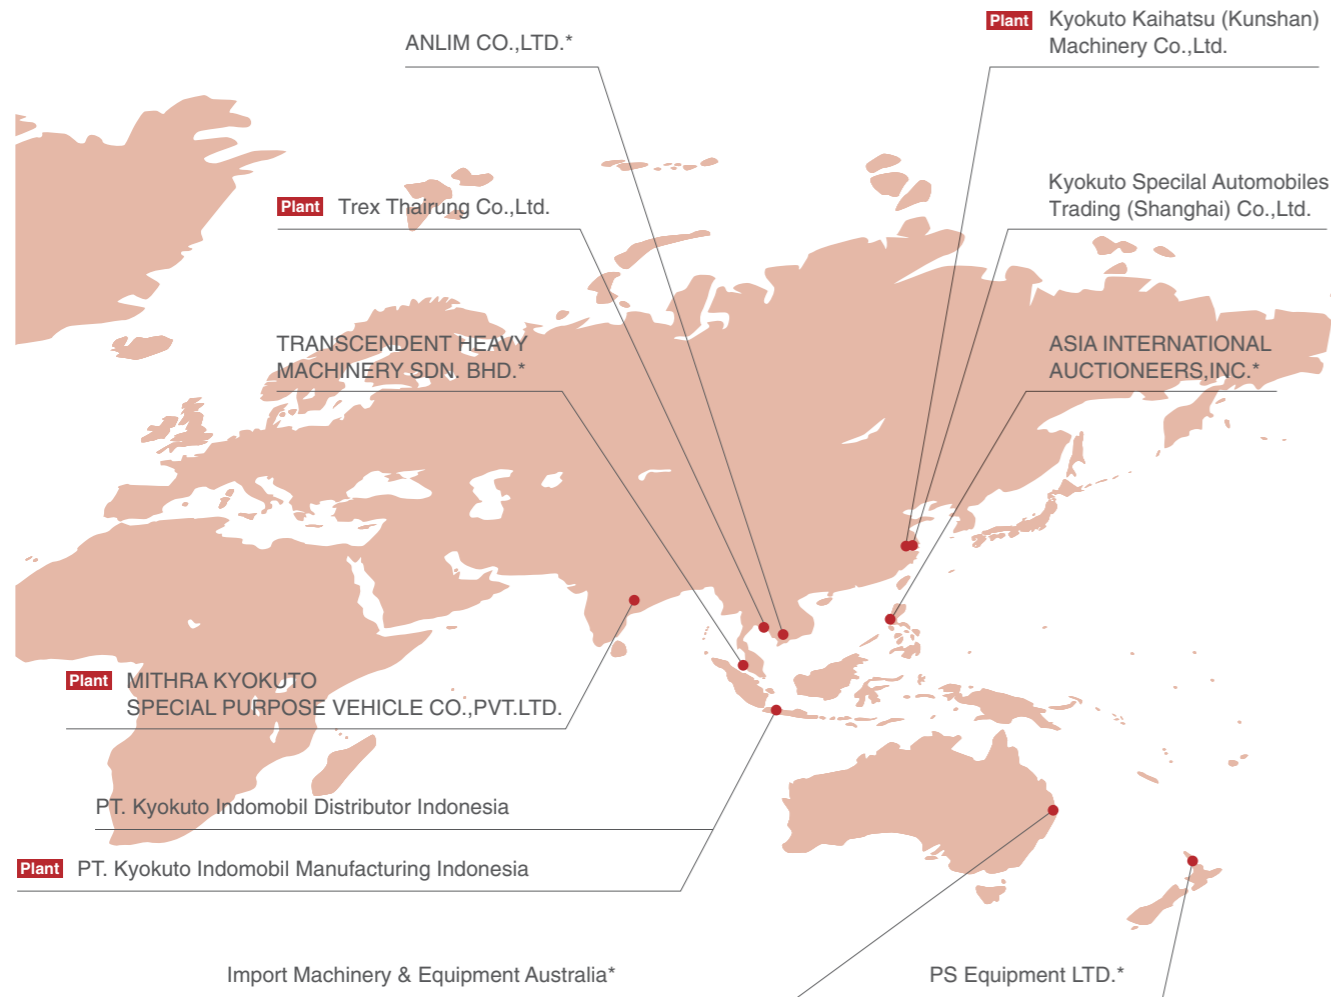 ANLIM CO.,LTD.*
Plant Kyokuto Kaihatsu (Kunshan)
Machinery Co.,Ltd.
Plant Trex Thairung Co.,Ltd.
Kyokuto Specilal Automobiles
Trading (Shanghai) Co.,Ltd.
TRANSCENDENT HEAVY
MACHINERY SDN. BHD.*
ASIA INTERNATIONAL
AUCTIONEERS,INC.*
Plant MITHRA KYOKUTO
SPECIAL PURPOSE VEHICLE CO.,PVT.LTD.
PT. Kyokuto Indomobil Distributor Indonesia
Plant PT. Kyokuto Indomobil Manufacturing Indonesia
Import Machinery & Equipment Australia*
PS Equipment LTD.*